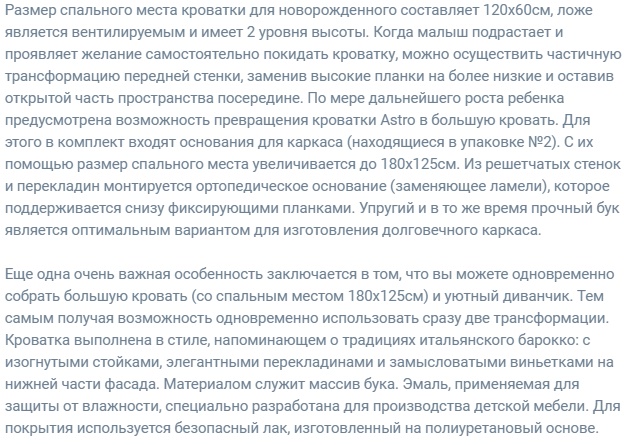 Размер спального места кроватки для новорожденного составляет 120х60см, ложе
является вентилируемым и имеет 2 уровня высоты. Когда малыш подрастает и
проявляет желание самостоятельно покидать кроватку, можно осуществить частичную
трансформацию передней стенки, заменив высокие планки на более низкие и оставив
открытой часть пространства посередине. По мере дальнейшего роста ребенка
предусмотрена возможность превращения кроватки Astro в большую кровать. Для
этого в комплект входят основания для каркаса (находящиеся в упаковке №2). С их
помощью размер спального места увеличивается до 180х125см. Из решетчатых стенок
и перекладин монтируется ортопедическое основание (заменяющее ламели), которое
поддерживается снизу фиксирующими планками. Упругий и в то же время прочный бук
является оптимальным вариантом для изготовления долговечного каркаса.

Еще одна очень важная особенность заключается в том, что вы можете одновременно
собрать большую кровать (со спальным местом 180х125см) и уютный диванчик. Тем
самым получая возможность одновременно использовать сразу две трансформации.
Кроватка выполнена в стиле, напоминающем о традициях итальянского барокко: с
изогнутыми стойками, элегантными перекладинами и замысловатыми виньетками на
нижней части фасада. Материалом служит массив бука. Эмаль, применяемая для
защиты от влажности, специально разработана для производства детской мебели. Для
покрытия используется безопасный лак, изготовленный на полиуретановой основе.